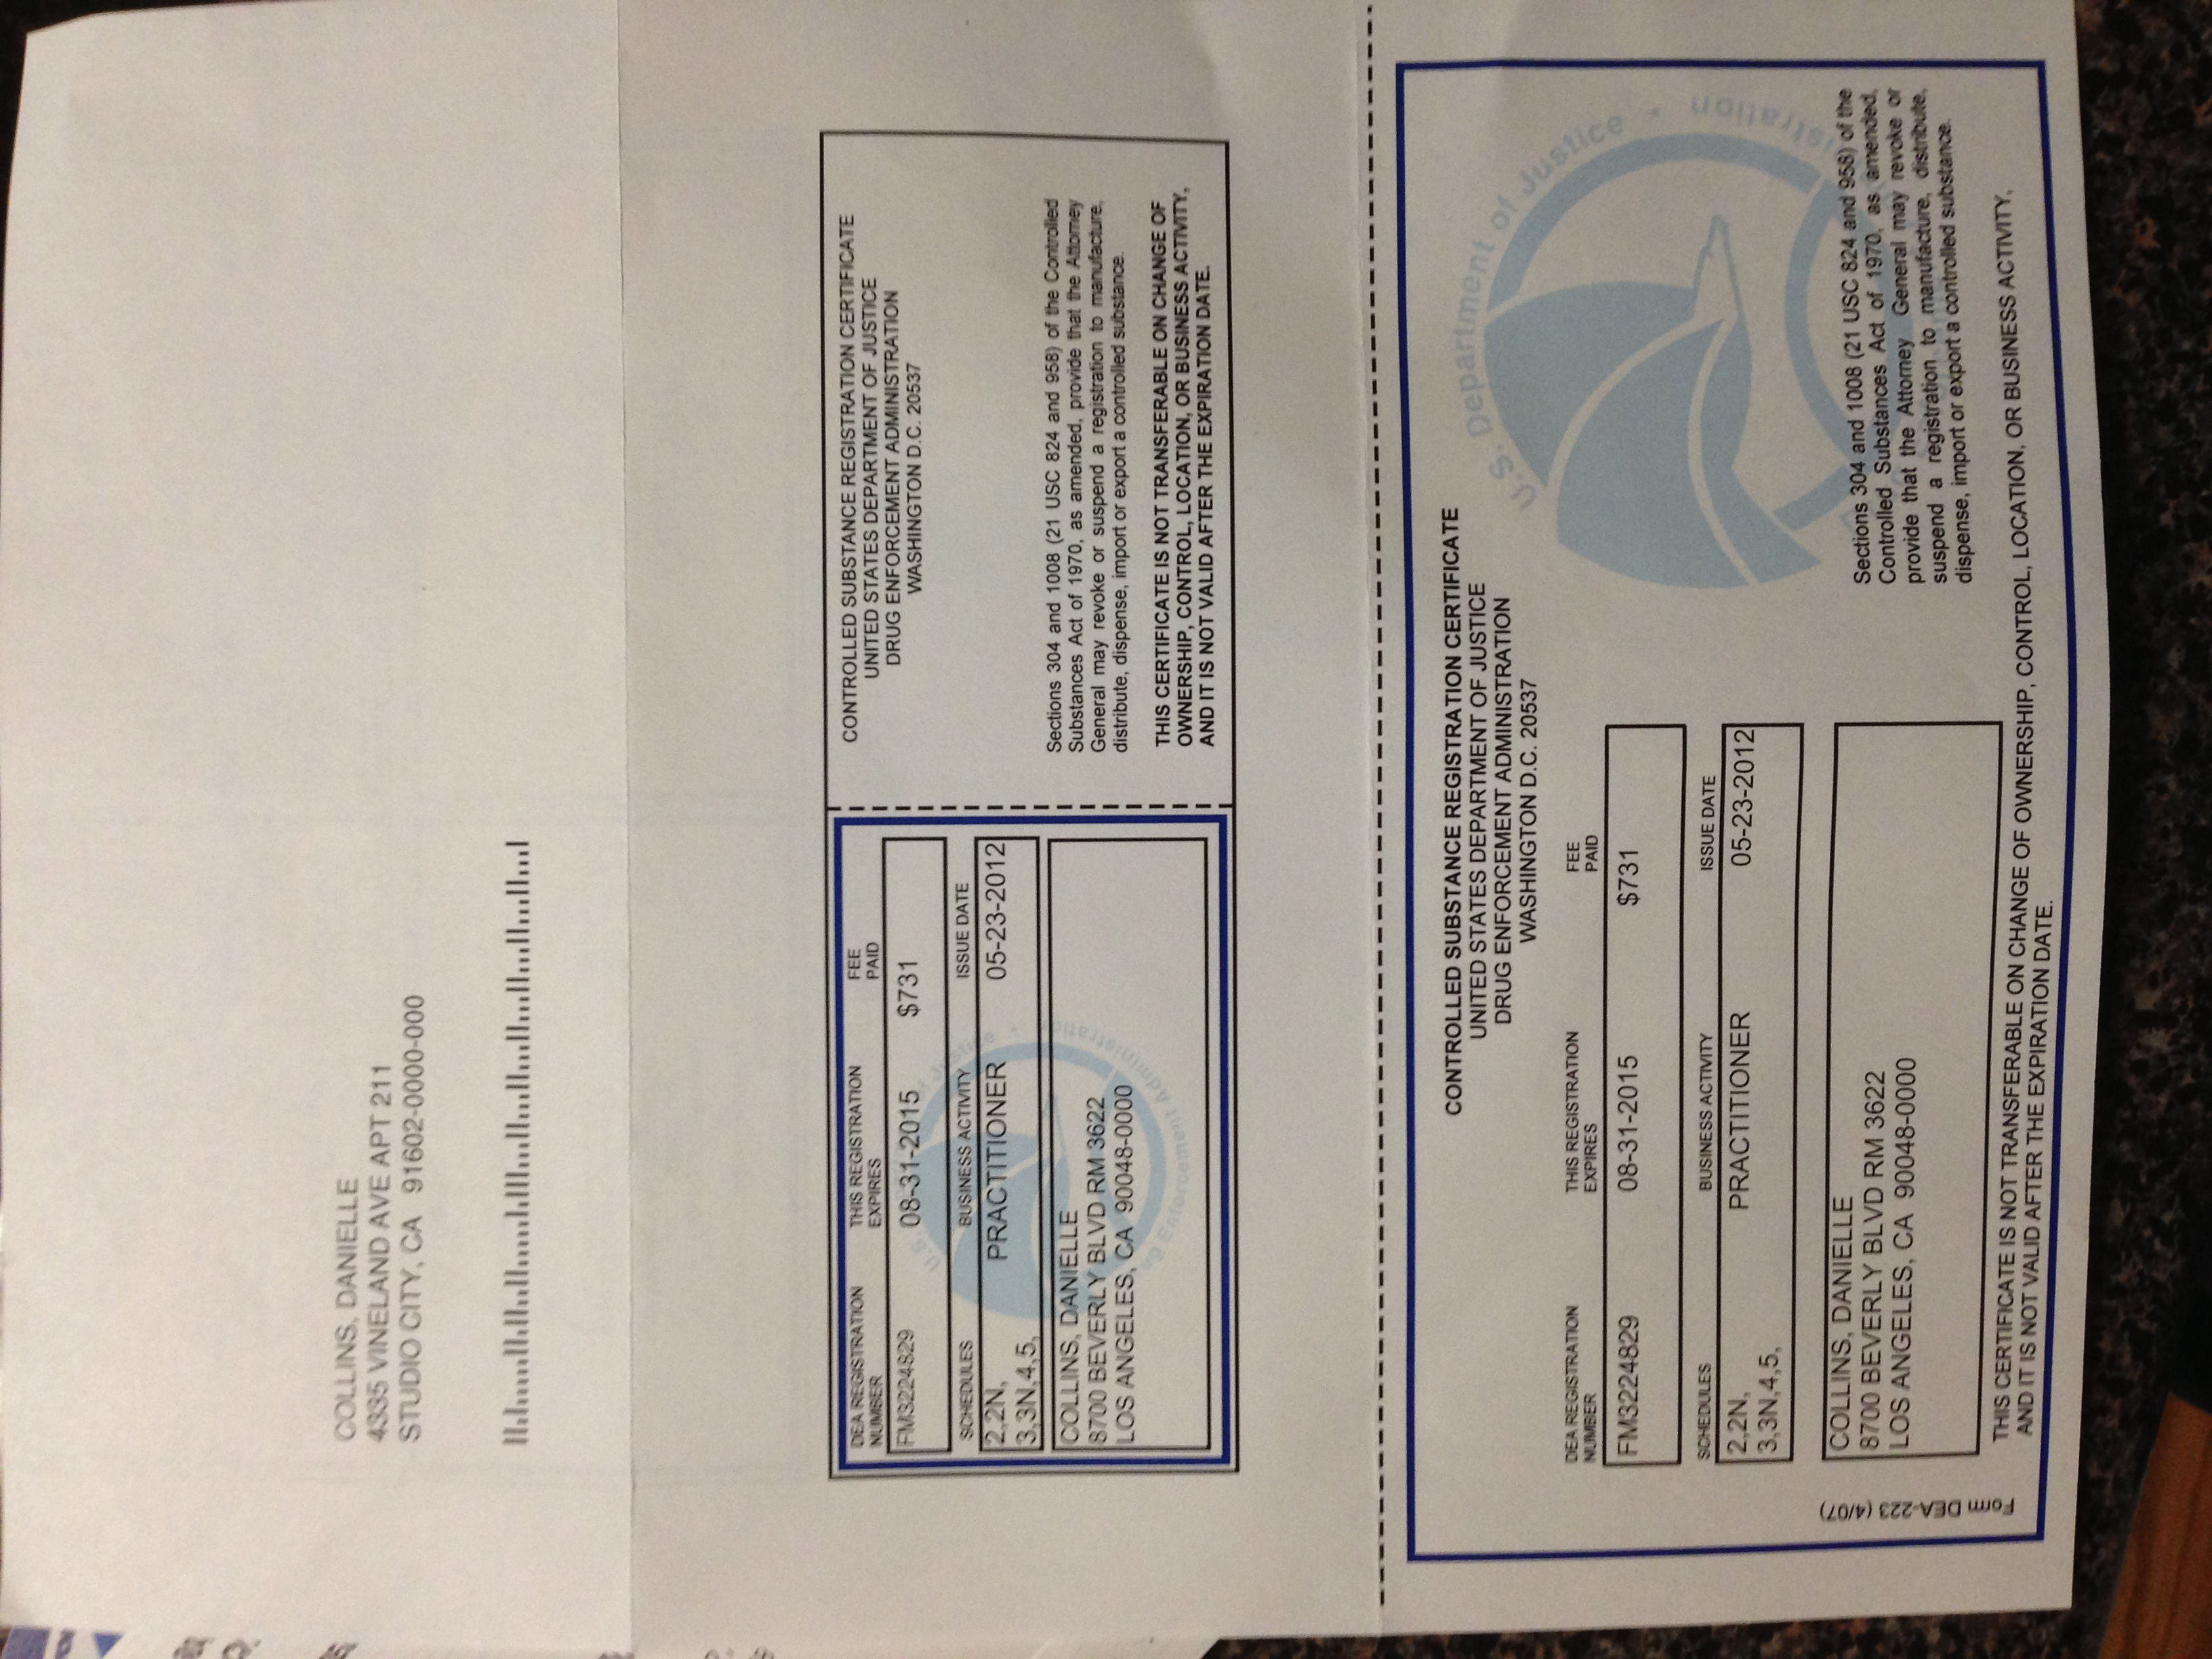 COLLINS, DANIELLE
4335 VINELAND AVE APT 211
STUDIO CITY, CA 91602-0000-000
DEA REGISTRATION NUMBER
THIS REGISTRATION EXPIRES
FEE PAID
FM3224829
08-31-2015
$731
SCHEDULES
BUSINESS ACTIVITY
ISSUE DATE
2,2N,
3,3N,4,5,
PRACTITIONER
05-23-2012
COLLINS, DANIELLE
8700 BEVERLY BLVD RM 3622
LOS ANGELES, CA 90048-0000
CONTROLLED SUBSTANCE REGISTRATION CERTIFICATE
UNITED STATES DEPARTMENT OF JUSTICE
DRUG ENFORCEMENT ADMINISTRATION
WASHINGTON D.C. 20537
Sections 304 and 1008 (21 USC 824 and 958) of the Controlled
Substances Act of 1970, as amended, provide that the Attorney
General may revoke or suspend a registration to manufacture,
distribute, dispense, import or export a controlled substance.
THIS CERTIFICATE IS NOT TRANSFERABLE ON CHANGE OF
OWNERSHIP, CONTROL, LOCATION, OR BUSINESS ACTIVITY,
AND IT IS NOT VALID AFTER THE EXPIRATION DATE.
CONTROLLED SUBSTANCE REGISTRATION CERTIFICATE
UNITED STATES DEPARTMENT OF JUSTICE
DRUG ENFORCEMENT ADMINISTRATION
WASHINGTON D.C. 20537
DEA REGISTRATION NUMBER
THIS REGISTRATION EXPIRES
FEE PAID
FM3224829
08-31-2015
$731
SCHEDULES
BUSINESS ACTIVITY
ISSUE DATE
2,2N,
3,3N,4,5,
PRACTITIONER
05-23-2012
COLLINS, DANIELLE
8700 BEVERLY BLVD RM 3622
LOS ANGELES, CA 90048-0000
U.S. Department of Justice
Sections 304 and 1008 (21 USC 824 and 958) of the
Controlled Substances Act of 1970, as amended,
provide that the Attorney General may revoke or
suspend a registration to manufacture, distribute,
dispense, import or export a controlled substance.
THIS CERTIFICATE IS NOT TRANSFERABLE ON CHANGE OF OWNERSHIP, CONTROL, LOCATION, OR BUSINESS ACTIVITY,
AND IT IS NOT VALID AFTER THE EXPIRATION DATE.
Form DEA-223 (4/07)